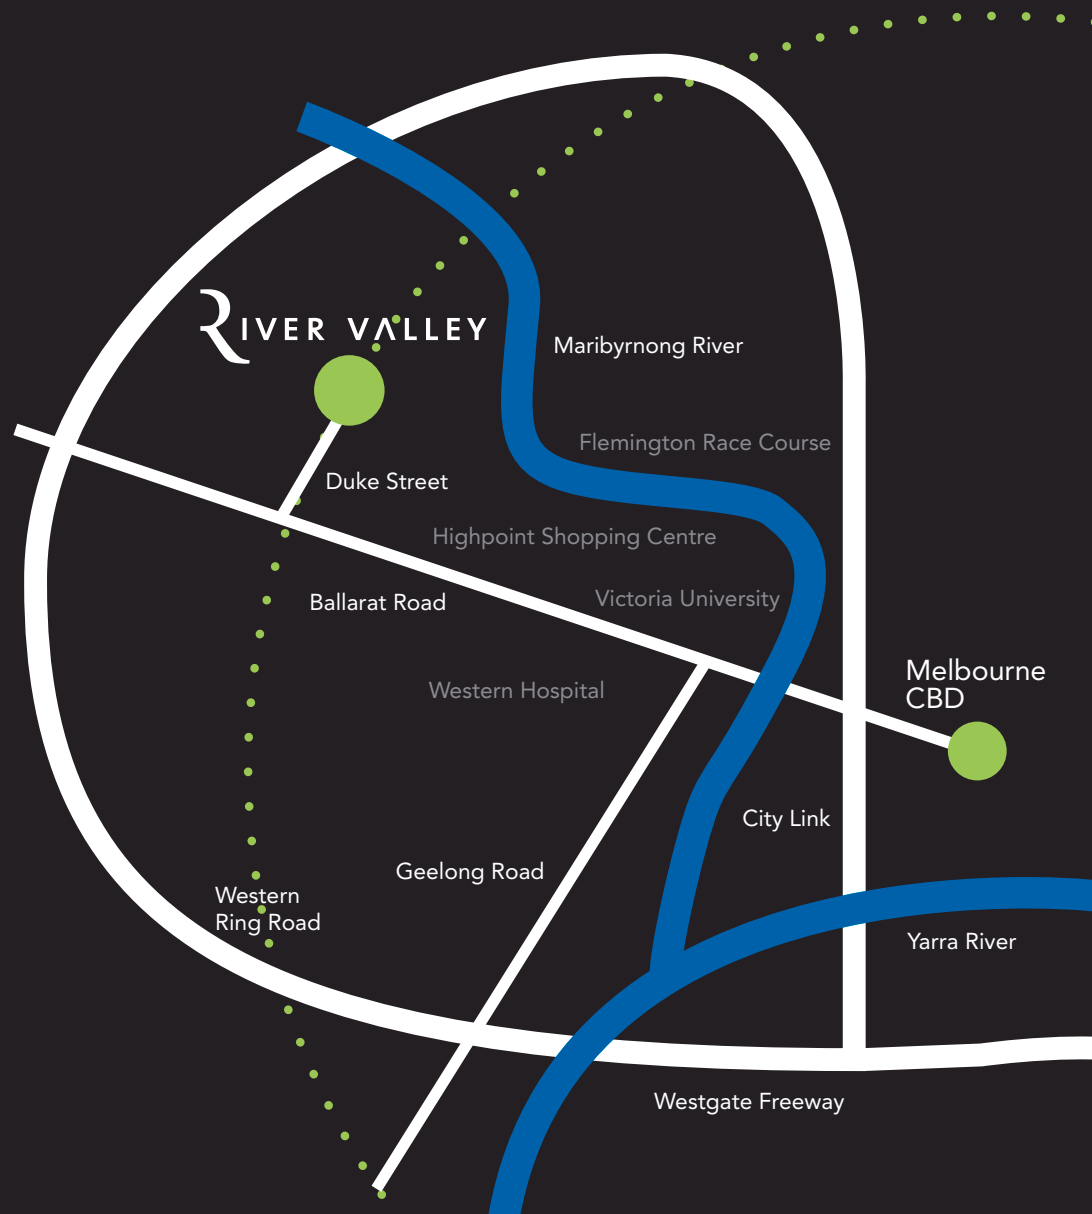 RIVER VALLEY
Maribyrnong River
Flemington Race Course
Duke Street
Highpoint Shopping Centre
Ballarat Road
Victoria University
Western Hospital
Melbourne
CBD
City Link
Geelong Road
Western
Ring Road
Yarra River
Westgate Freeway